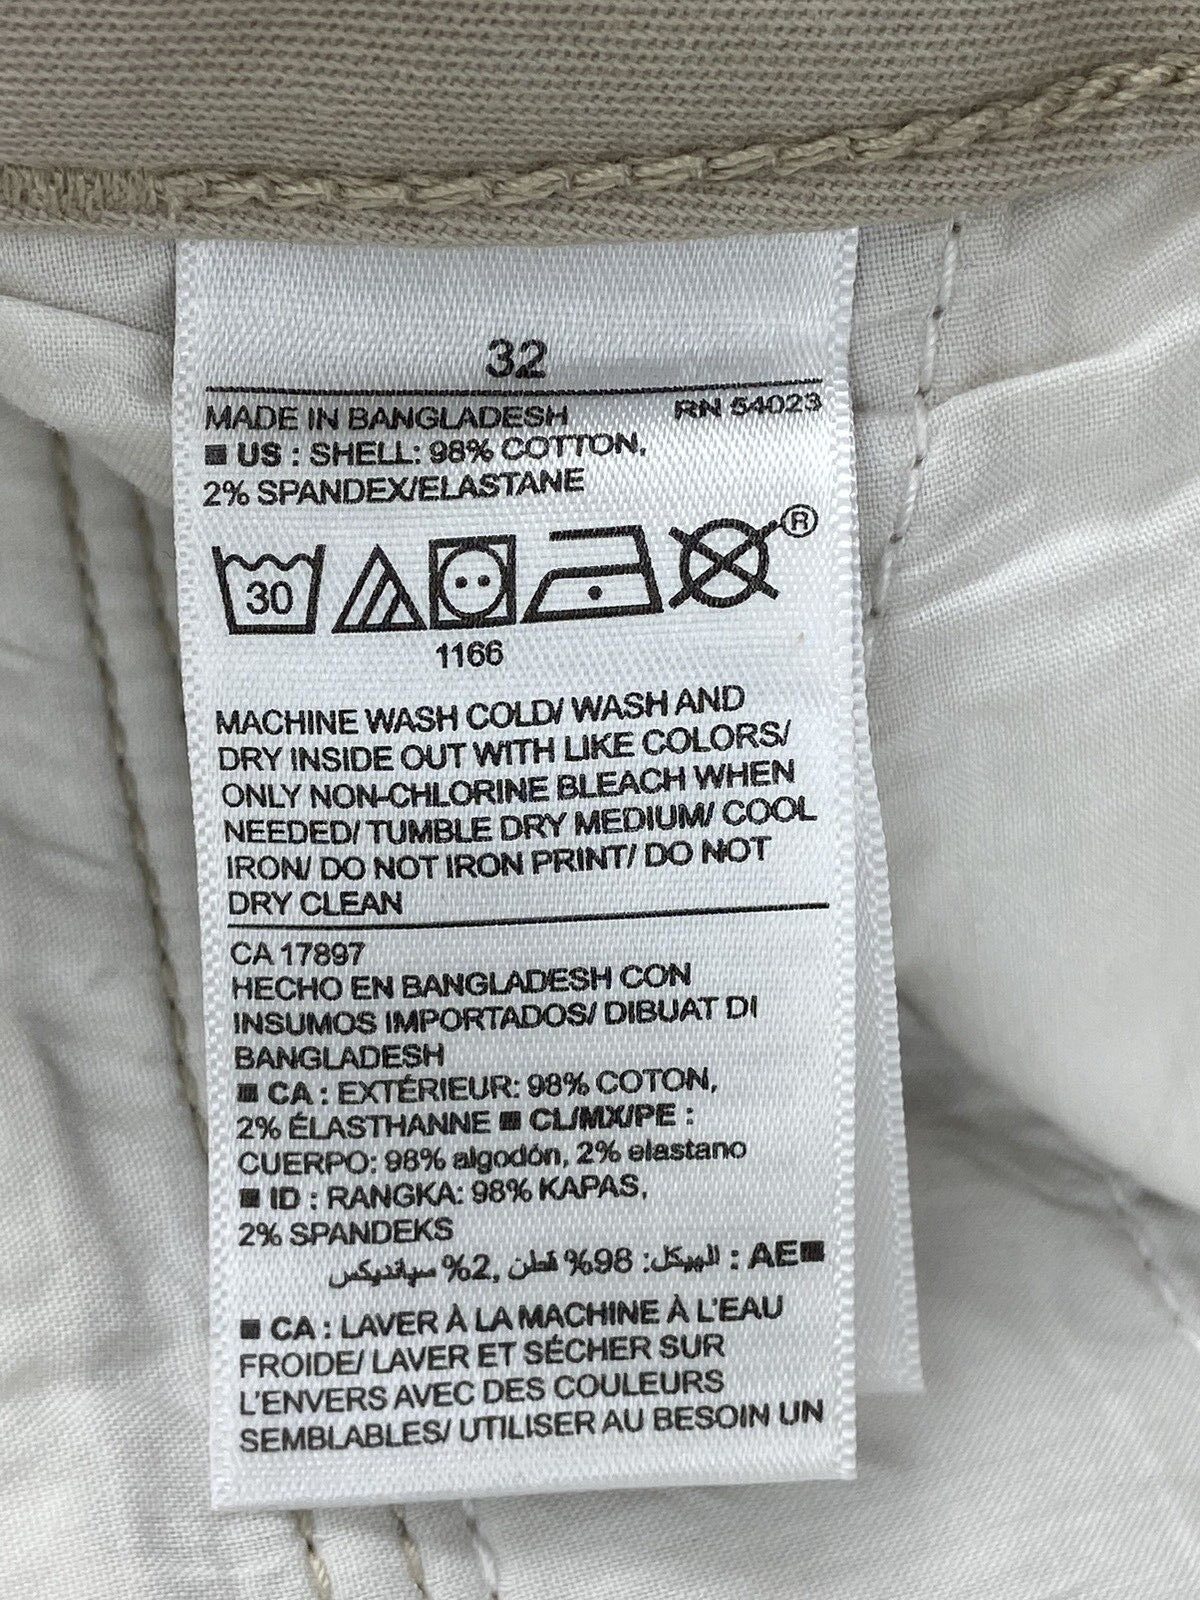 32
MADE IN BANGLADESH RN 54023
■ US : SHELL: 98% COTTON,
2% SPANDEX/ELASTANE
30 R
1166
MACHINE WASH COLD/ WASH AND
DRY INSIDE OUT WITH LIKE COLORS/
ONLY NON-CHLORINE BLEACH WHEN
NEEDED/ TUMBLE DRY MEDIUM/ COOL
IRON/ DO NOT IRON PRINT/ DO NOT
DRY CLEAN
CA 17897
HECHO EN BANGLADESH CON
INSUMOS IMPORTADOS/ DIBUAT DI
BANGLADESH
■ CA : EXTÉRIEUR: 98% COTON,
2% ÉLASTHANNE ■ CL/MX/PE :
CUERPO: 98% algodón, 2% elastano
■ ID : RANGKA: 98% KAPAS,
2% SPANDEKS
■AE : الهيكل: 98% قطن, 2% سباندیکس
■ CA : LAVER À LA MACHINE À L'EAU
FROIDE/ LAVER ET SÉCHER SUR
L'ENVERS AVEC DES COULEURS
SEMBLABLES/ UTILISER AU BESOIN UN